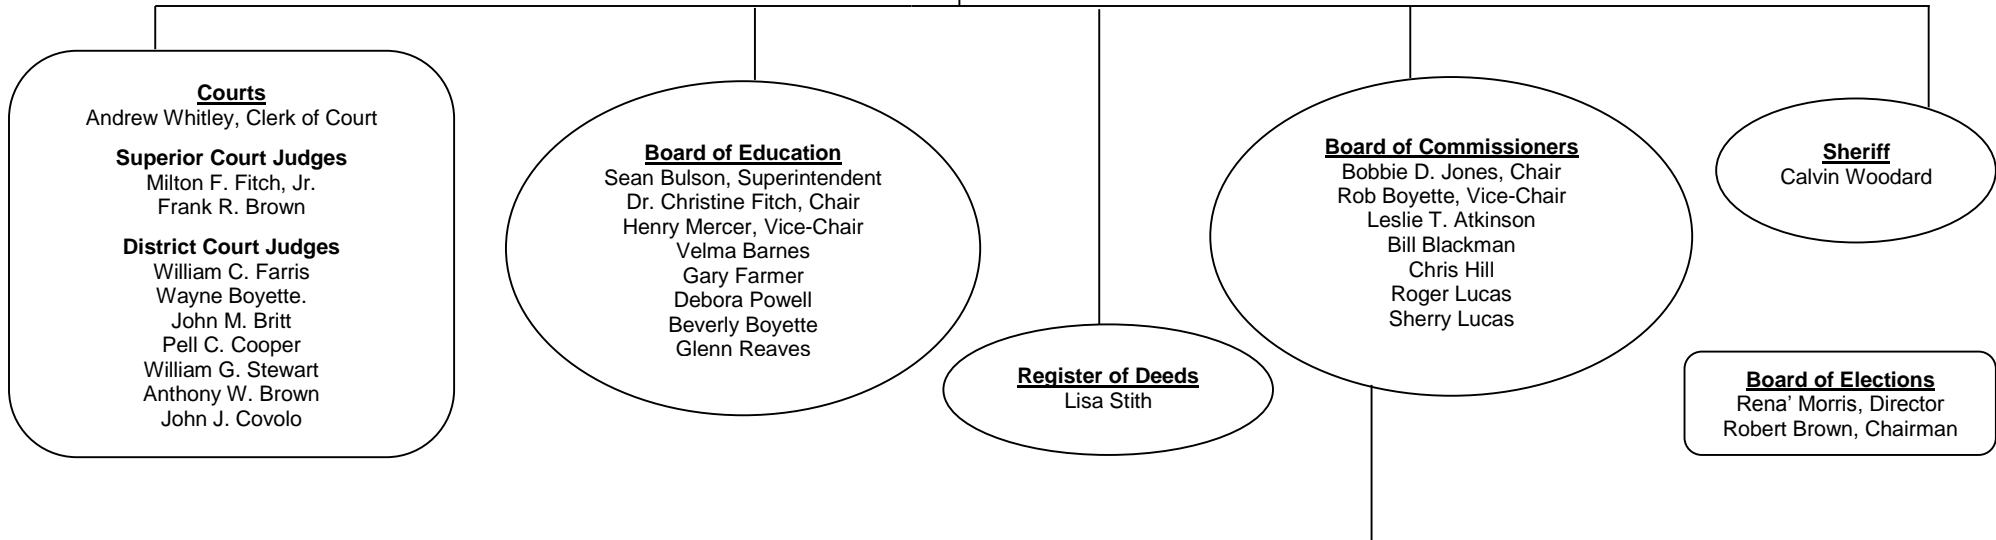 Courts
Andrew Whitley, Clerk of Court
Superior Court Judges
Milton F. Fitch, Jr.
Frank R. Brown
District Court Judges
William C. Farris
Wayne Boyette.
John M. Britt
Pell C. Cooper
William G. Stewart
Anthony W. Brown
John J. Covolo
Board of Education
Sean Bulson, Superintendent
Dr. Christine Fitch, Chair
Henry Mercer, Vice-Chair
Velma Barnes
Gary Farmer
Debora Powell
Beverly Boyette
Glenn Reaves
Register of Deeds
Lisa Stith
Board of Commissioners
Bobbie D. Jones, Chair
Rob Boyette, Vice-Chair
Leslie T. Atkinson
Bill Blackman
Chris Hill
Roger Lucas
Sherry Lucas
Sheriff
Calvin Woodard
Board of Elections
Rena’ Morris, Director
Robert Brown, Chairman